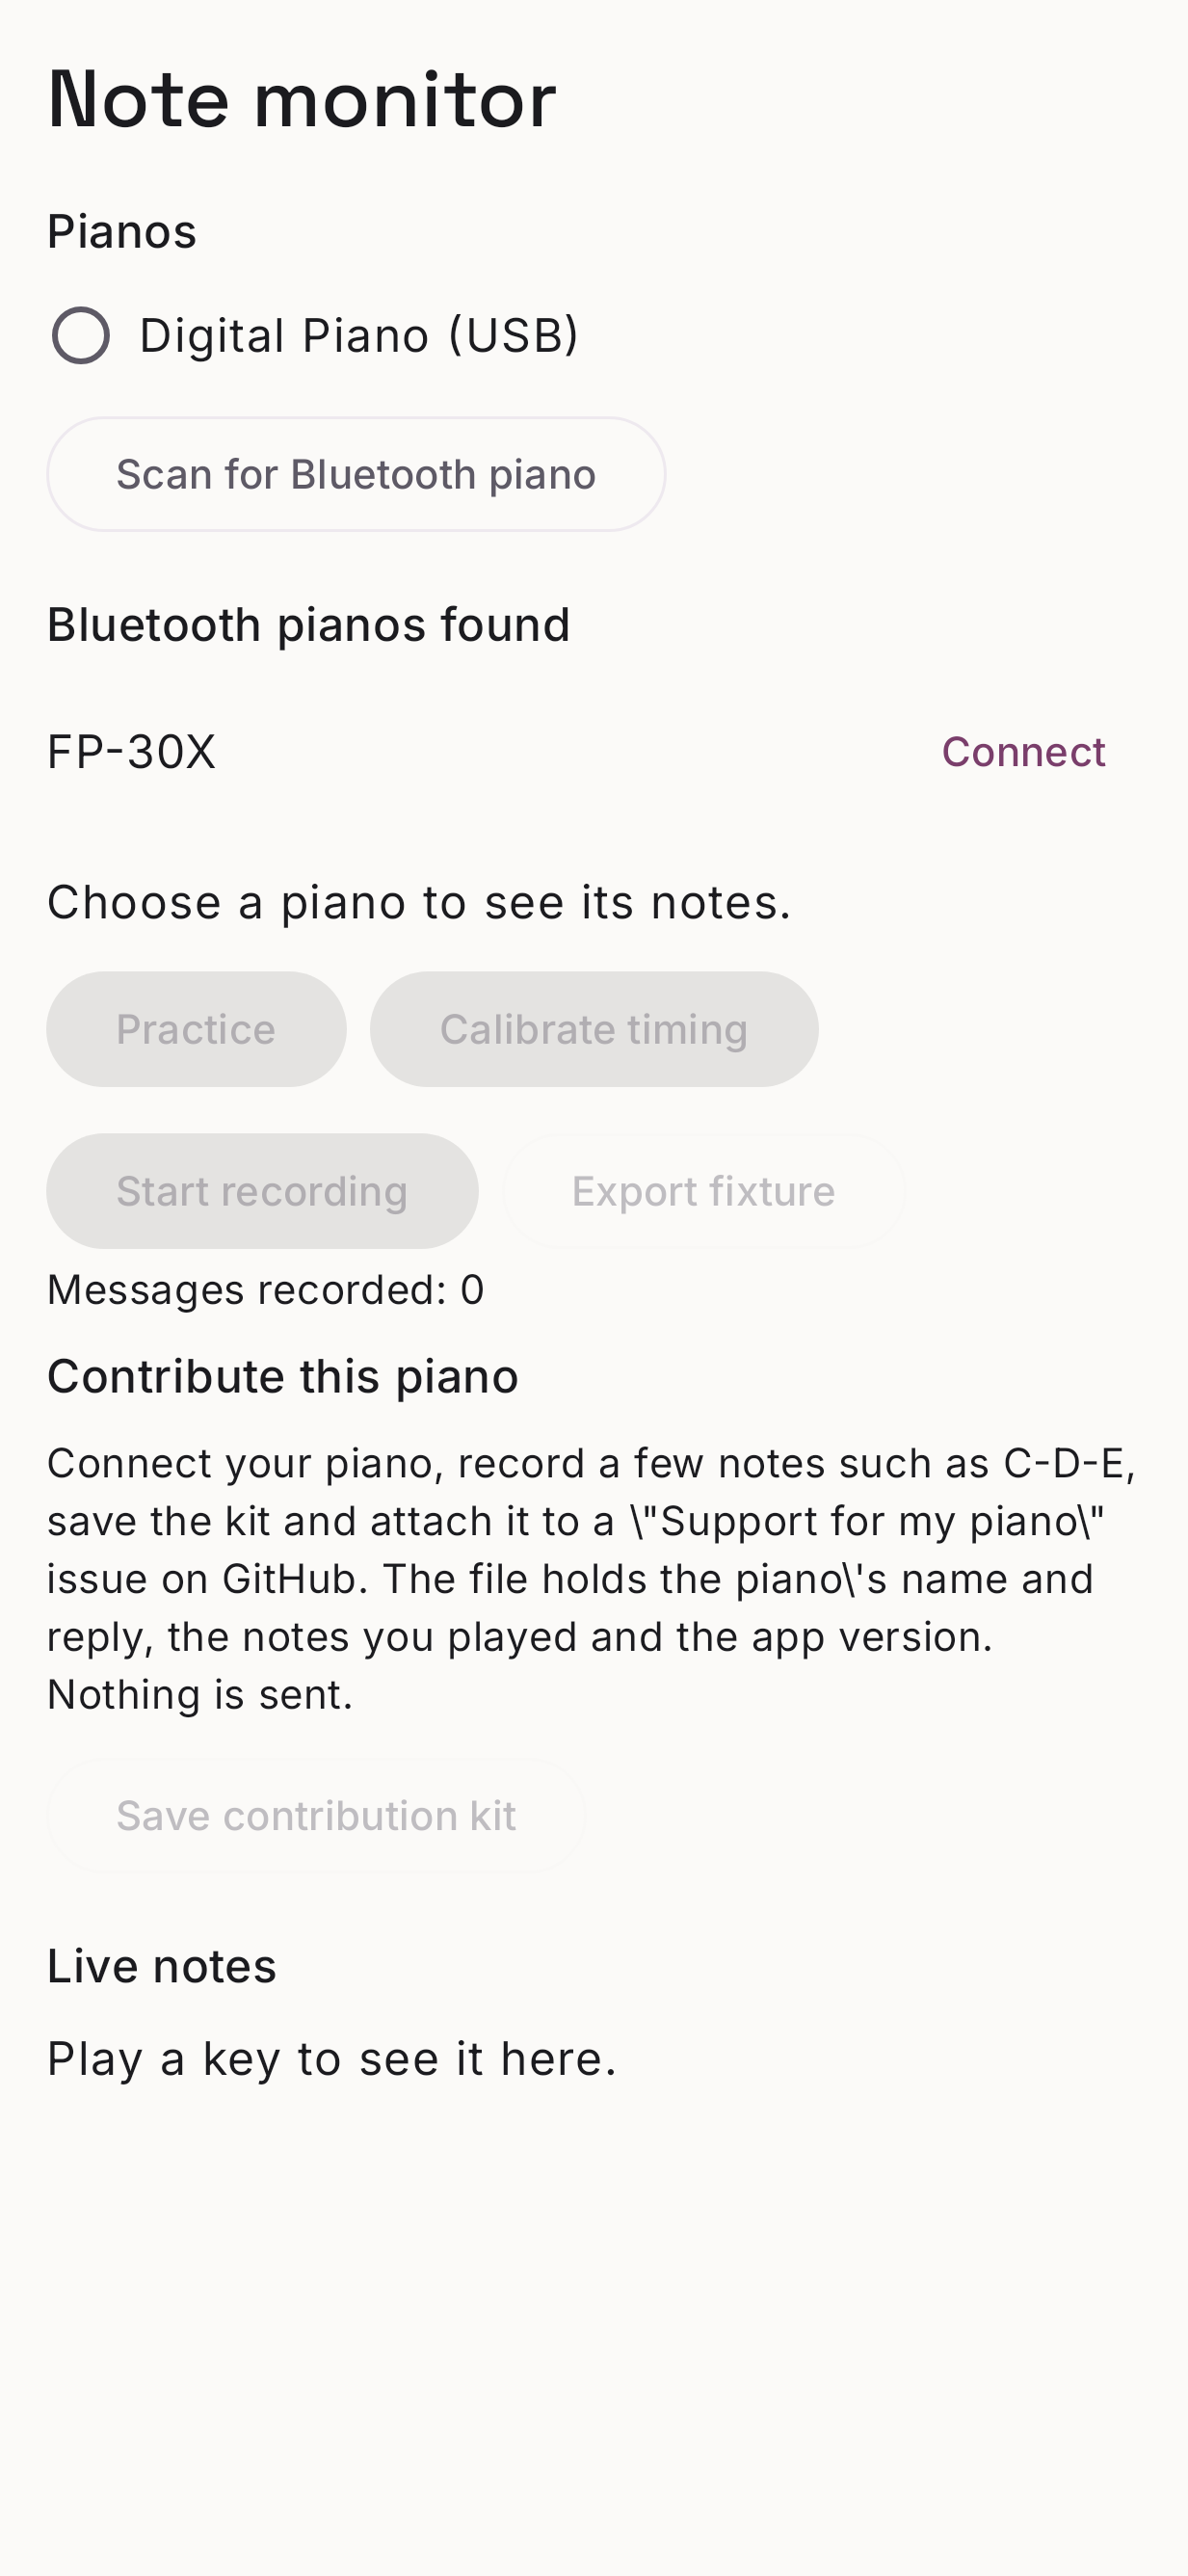 Note monitor
Pianos
Digital Piano (USB)
Scan for Bluetooth piano
Bluetooth pianos found
FP-30X
Connect
Choose a piano to see its notes.
Practice
Calibrate timing
Start recording
Export fixture
Messages recorded: 0
Contribute this piano
Connect your piano, record a few notes such as C-D-E,
save the kit and attach it to a \"Support for my piano\"
issue on GitHub. The file holds the piano\'s name and
reply, the notes you played and the app version.
Nothing is sent.
Save contribution kit
Live notes
Play a key to see it here.